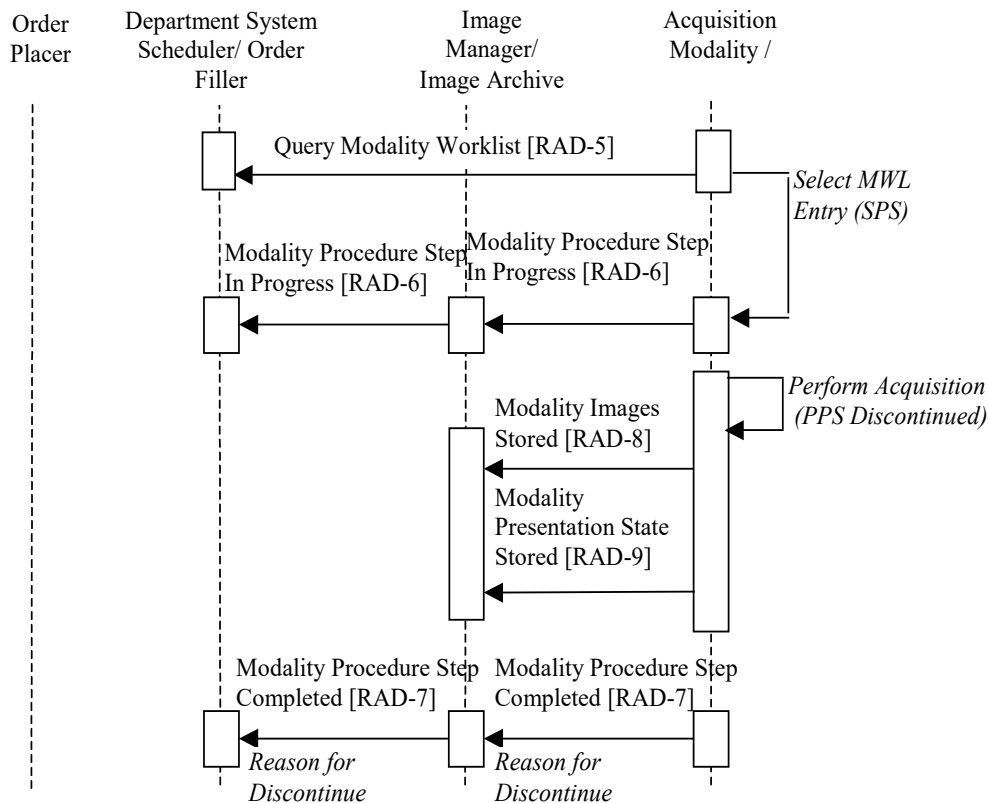 Order
Placer
Department System
Scheduler/ Order
Filler
Image
Manager/
Image Archive
Acquisition
Modality /
Query Modality Worklist [RAD-5]
Select MWL
Entry (SPS)
Modality Procedure Step
In Progress [RAD-6]
Modality Procedure Step
In Progress [RAD-6]
Perform Acquisition
(PPS Discontinued)
Modality Images
Stored [RAD-8]
Modality
Presentation State
Stored [RAD-9]
Modality Procedure Step
Completed [RAD-7]
Modality Procedure Step
Completed [RAD-7]
Reason for
Discontinue
Reason for
Discontinue